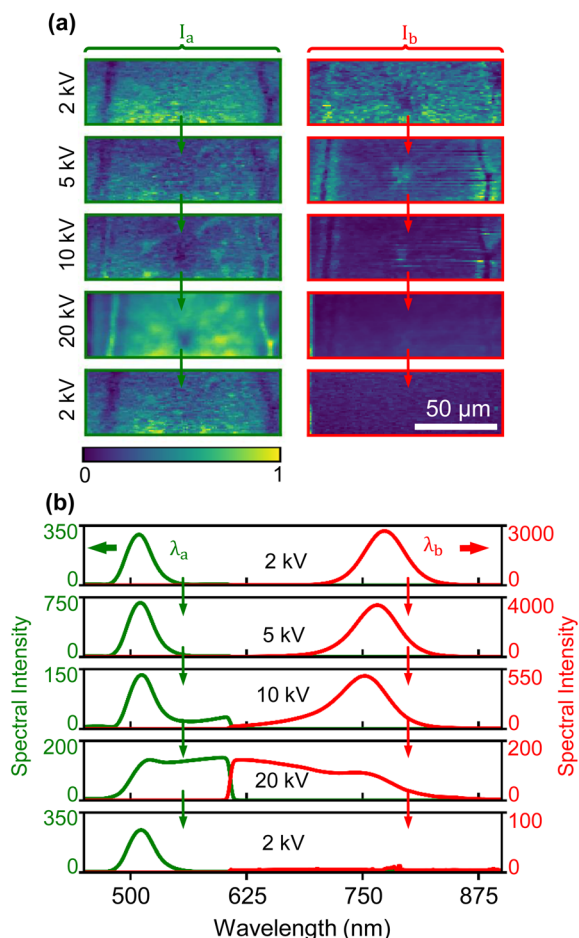 (a)
Iₐ I_b
2 kV
5 kV
10 kV
20 kV
2 kV
50 µm
0 1
(b)
350 λₐ 2 kV λ_b 3000
0 0
750 5 kV 4000
0 0
150 10 kV 550
0 0
200 20 kV 200
0 0
350 2 kV 100
0 0
Spectral Intensity
Spectral Intensity
500 625 750 875
Wavelength (nm)